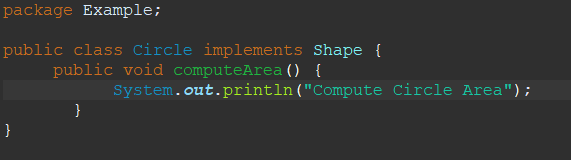 package Example;
public class Circle implements Shape {
public void computeArea() {
System.out.println("Compute Circle Area");
}
}